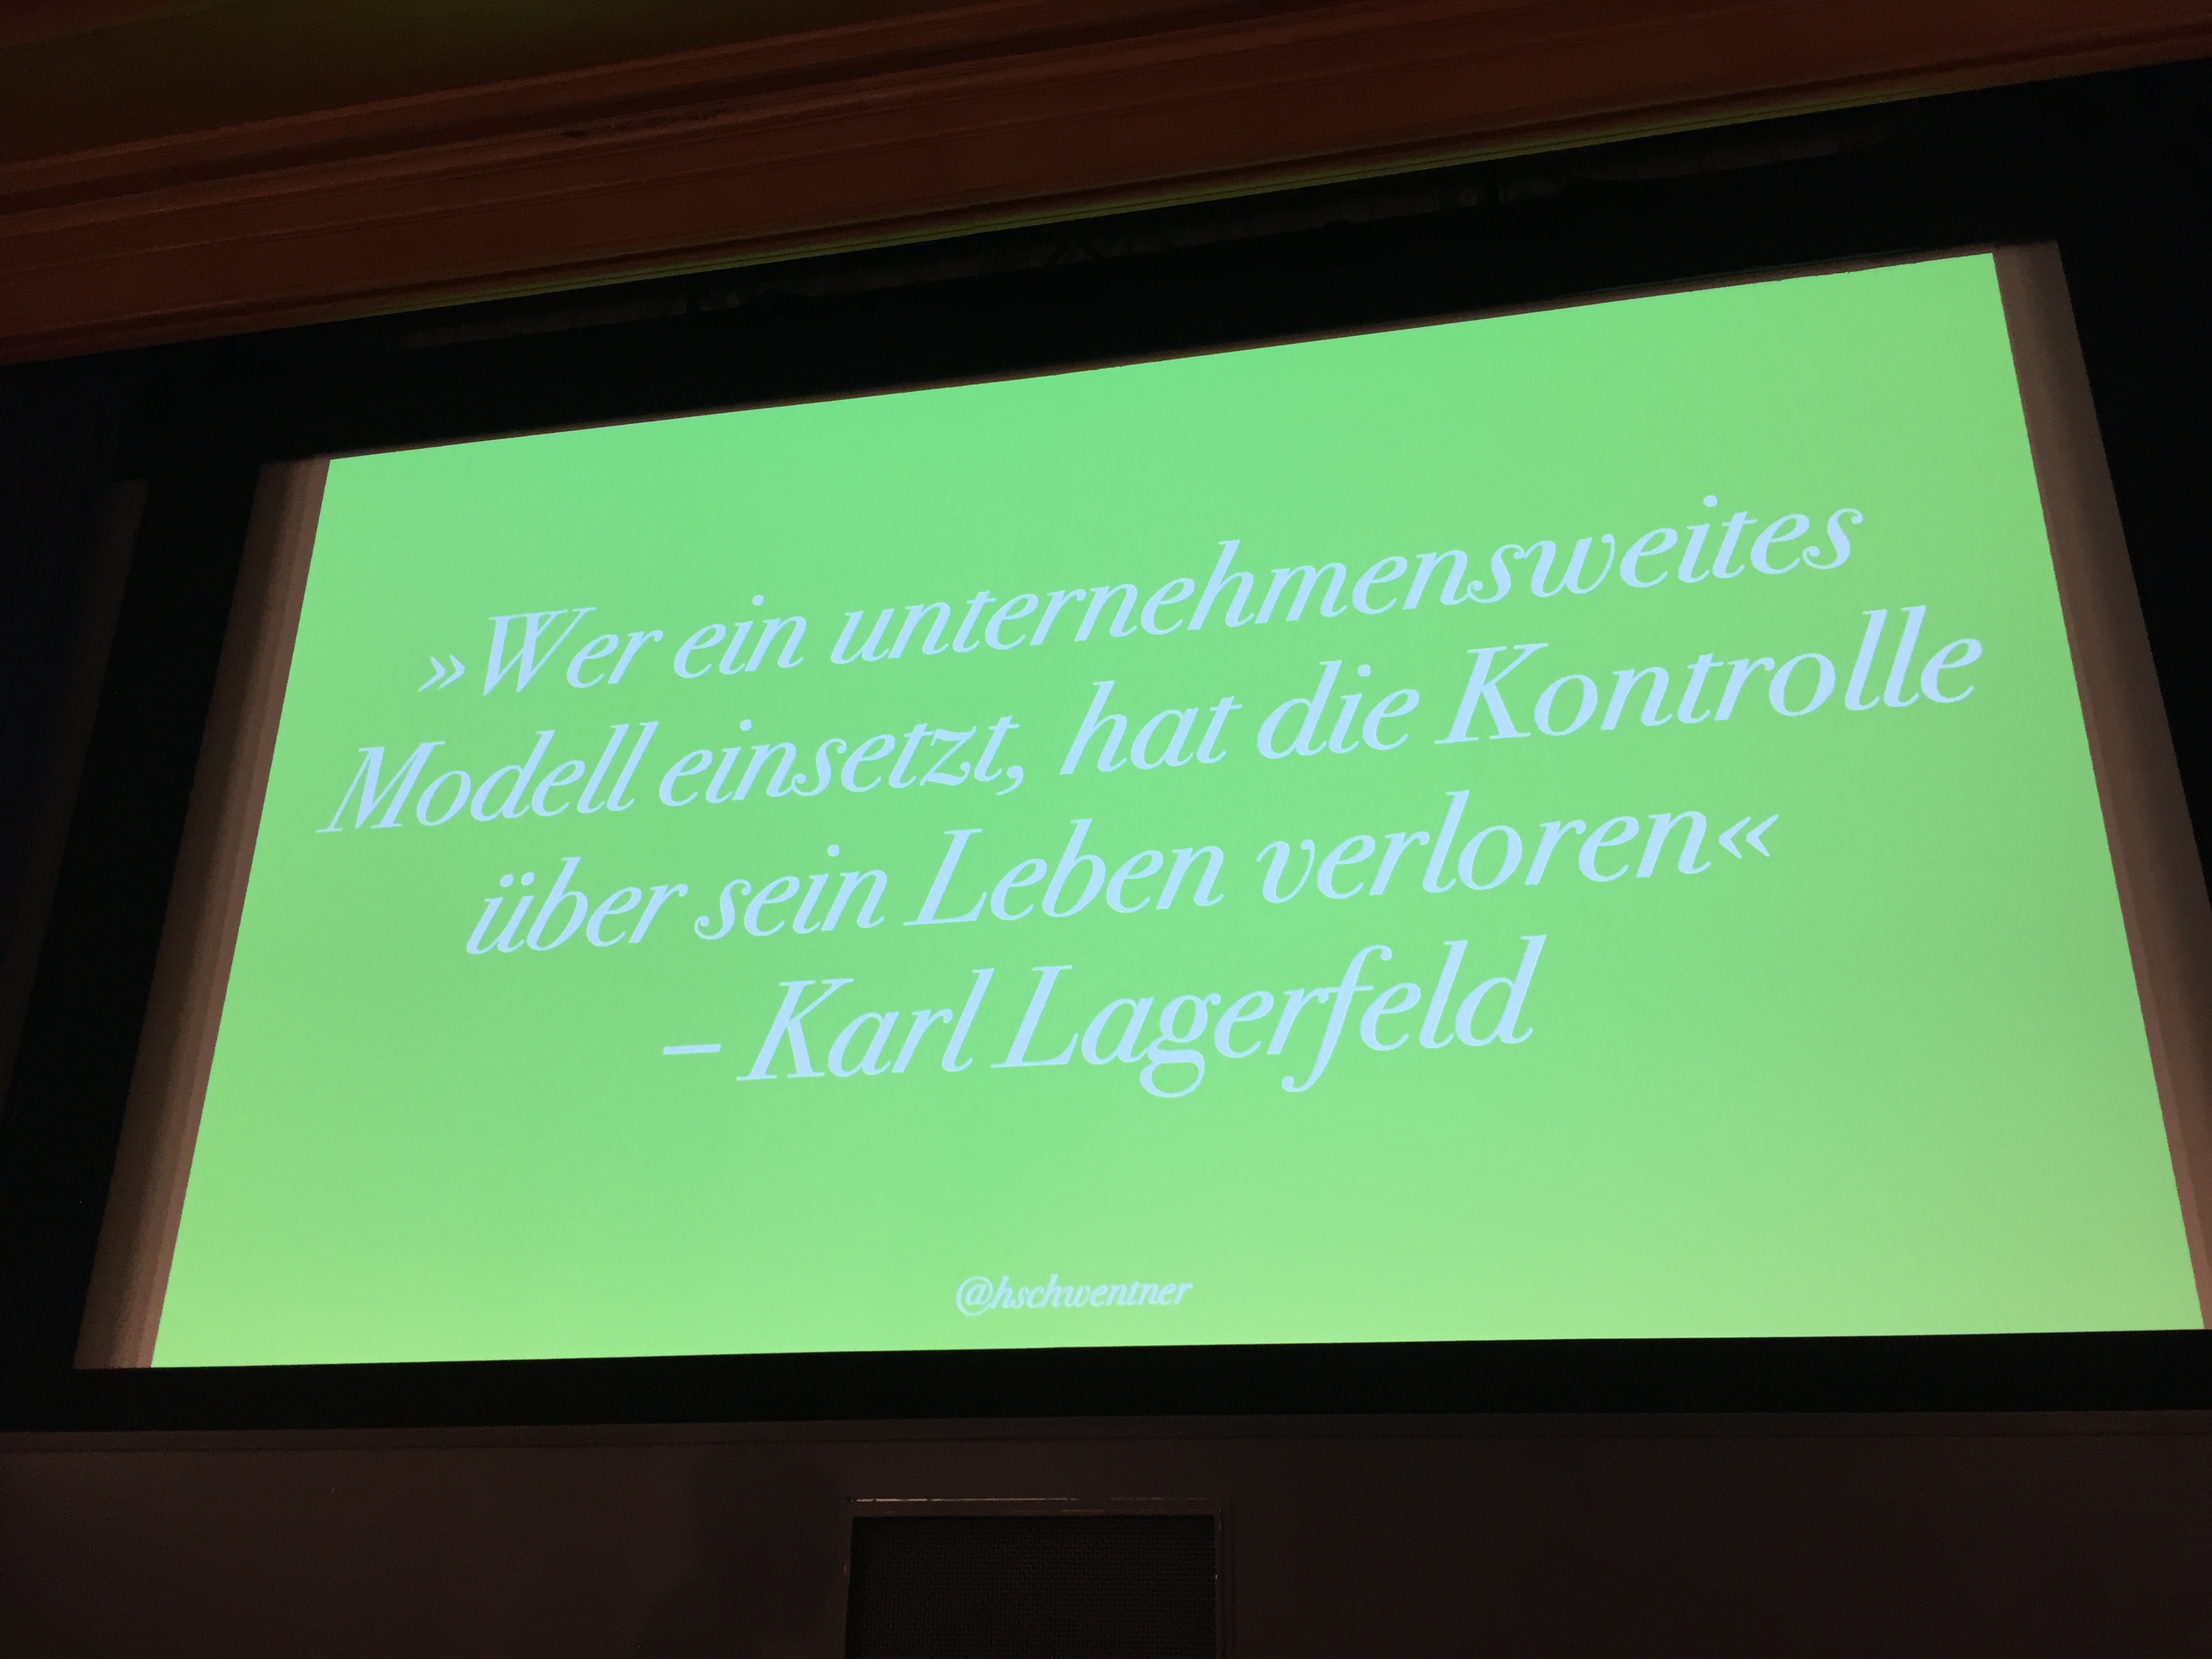 »Wer ein unternehmensweites
Modell einsetzt, hat die Kontrolle
über sein Leben verloren«
– Karl Lagerfeld
@hschwentner